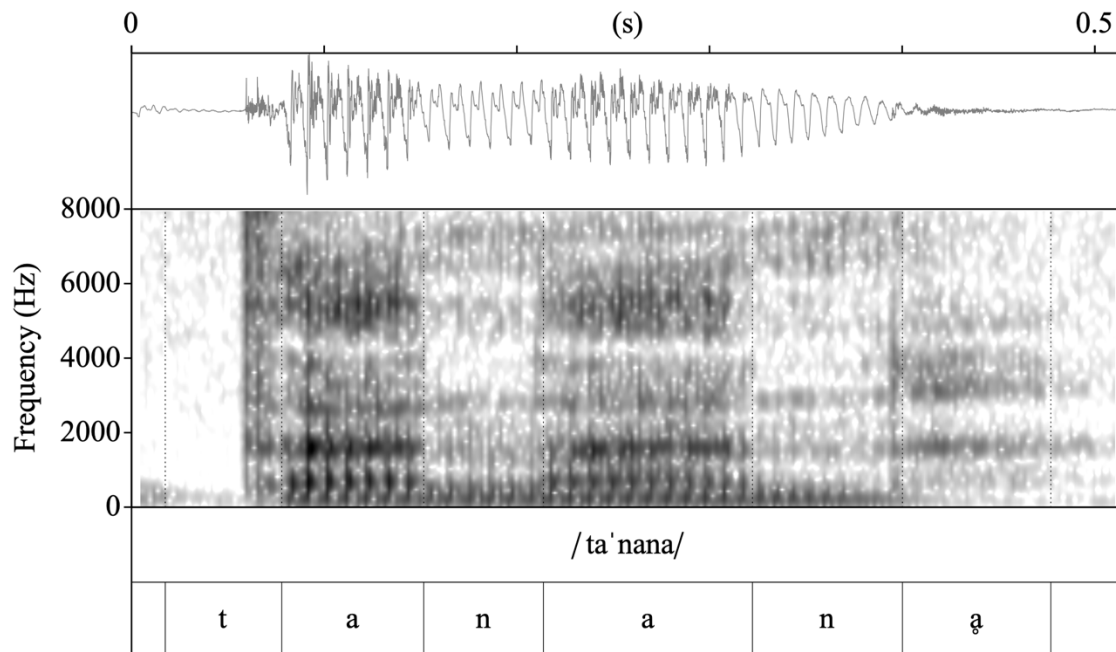 0 (s) 0.5
8000
6000
4000
2000
0
Frequency (Hz)
/taˈnana/
t a n a n ḁ